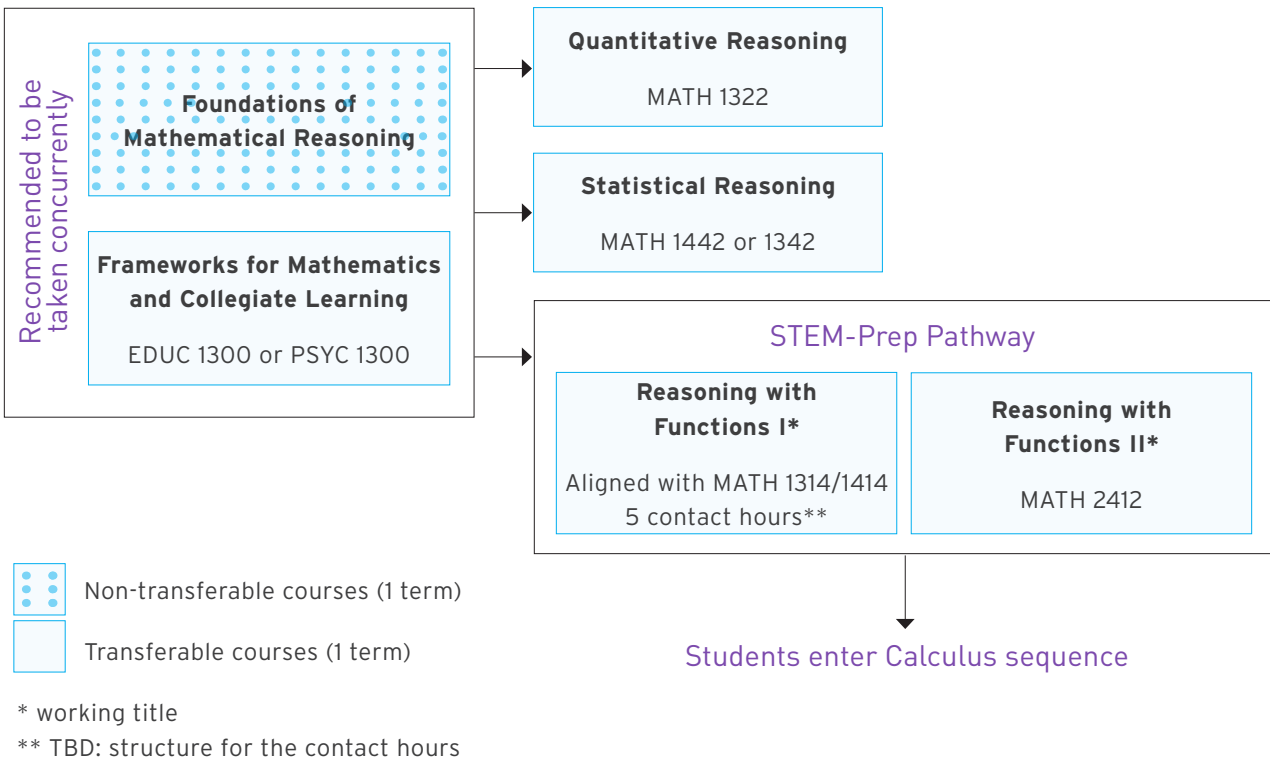 Recommended to be
taken concurrently
Foundations of
Mathematical Reasoning
Frameworks for Mathematics
and Collegiate Learning
EDUC 1300 or PSYC 1300
Quantitative Reasoning
MATH 1322
Statistical Reasoning
MATH 1442 or 1342
STEM-Prep Pathway
Reasoning with
Functions I*
Aligned with MATH 1314/1414
5 contact hours**
Reasoning with
Functions II*
MATH 2412
Students enter Calculus sequence
Non-transferable courses (1 term)
Transferable courses (1 term)
* working title
** TBD: structure for the contact hours